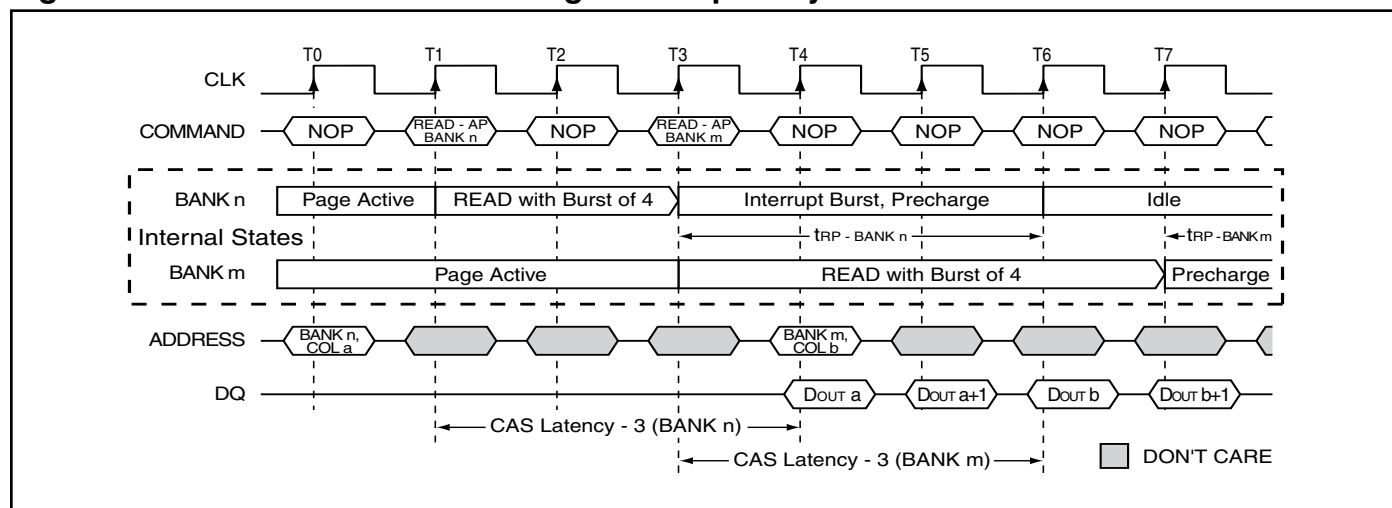 T0 T1 T2 T3 T4 T5 T6 T7
CLK
COMMAND NOP READ - AP BANK n NOP READ - AP BANK m NOP NOP NOP NOP
BANK n Page Active READ with Burst of 4 Interrupt Burst, Precharge Idle
Internal States tRP - BANK n tRP - BANK m
BANK m Page Active READ with Burst of 4 Precharge
ADDRESS BANK n, COL a BANK m, COL b
DQ DOUT a DOUT a+1 DOUT b DOUT b+1
CAS Latency - 3 (BANK n)
CAS Latency - 3 (BANK m) DON'T CARE